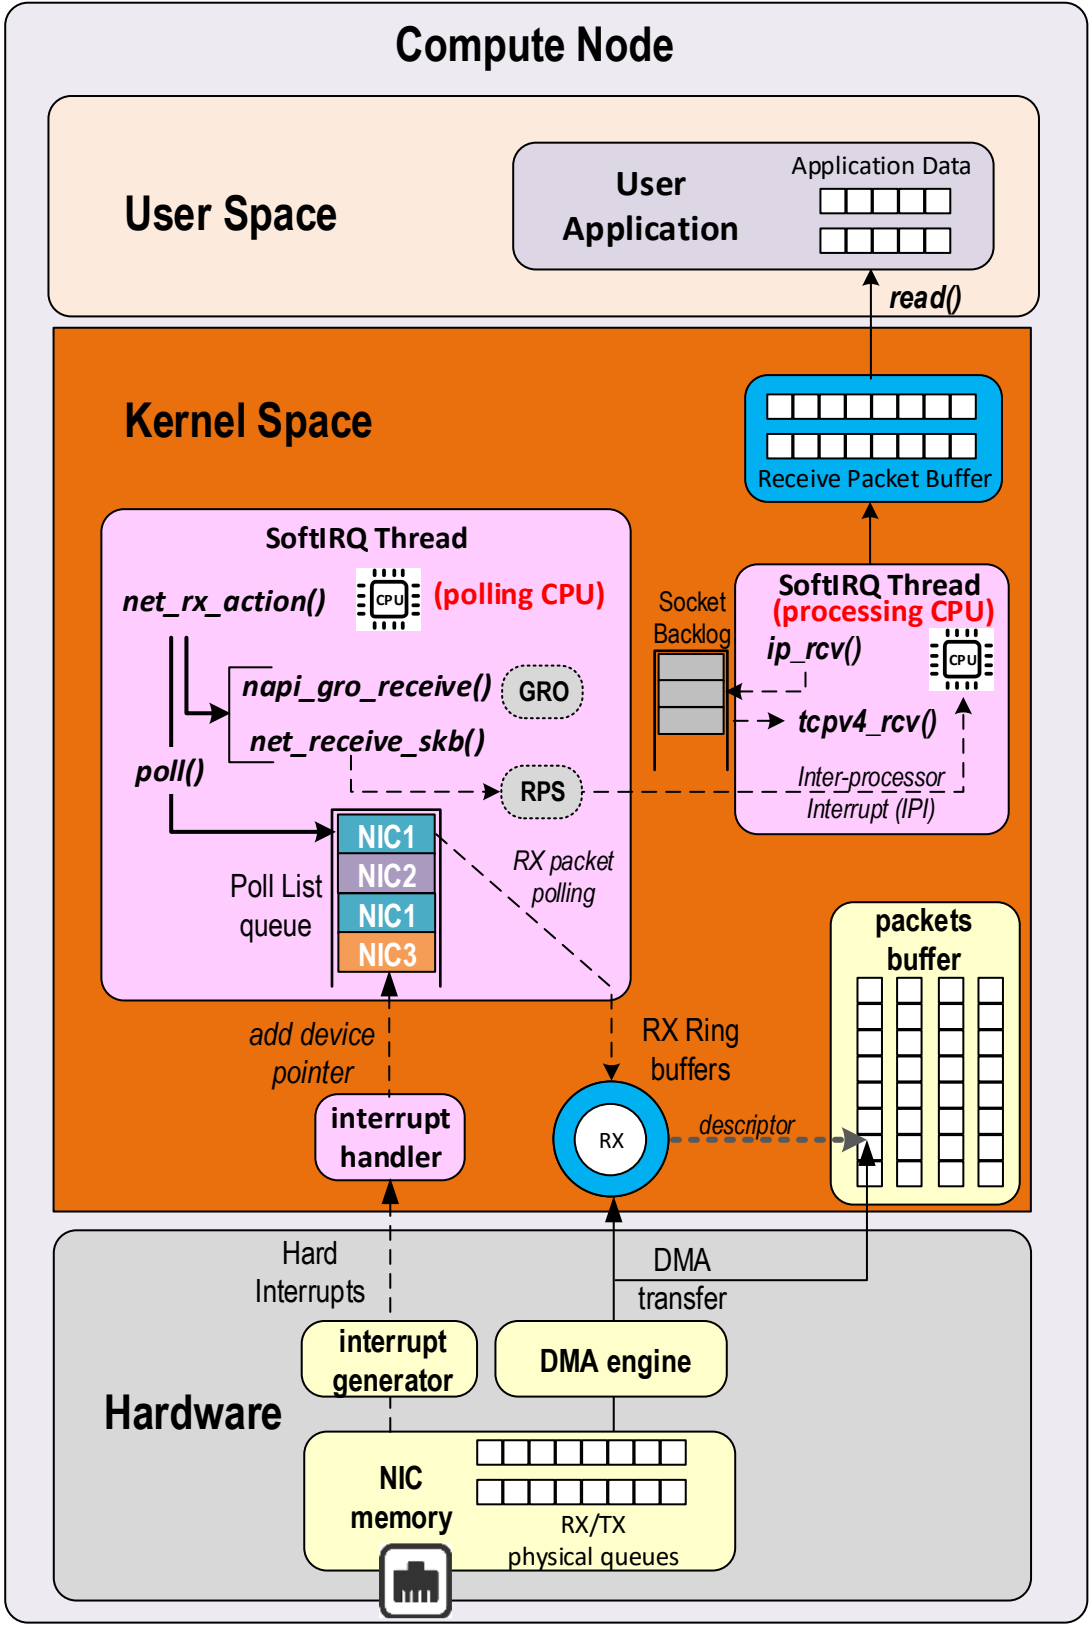 Compute Node
User Space
User
Application
Application Data
read()
Kernel Space
Receive Packet Buffer
SoftIRQ Thread
net_rx_action()
CPU
(polling CPU)
napi_gro_receive()
GRO
net_receive_skb()
poll()
RPS
NIC1
NIC2
NIC1
NIC3
Poll List
queue
RX packet
polling
Socket
Backlog
SoftIRQ Thread
(processing CPU)
ip_rcv()
CPU
tcpv4_rcv()
Inter-processor
Interrupt (IPI)
packets
buffer
add device
pointer
RX Ring
buffers
interrupt
handler
RX
descriptor
Hard
Interrupts
DMA
transfer
interrupt
generator
DMA engine
Hardware
NIC
memory
RX/TX
physical queues